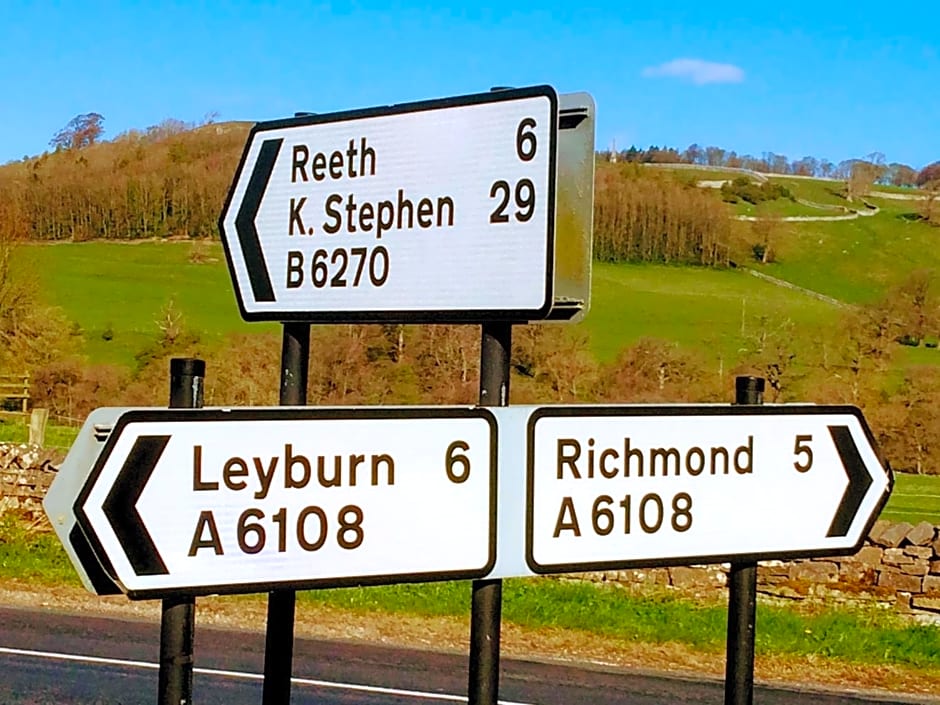 Reeth 6
K. Stephen 29
B6270
Leyburn 6
A6108
Richmond 5
A6108